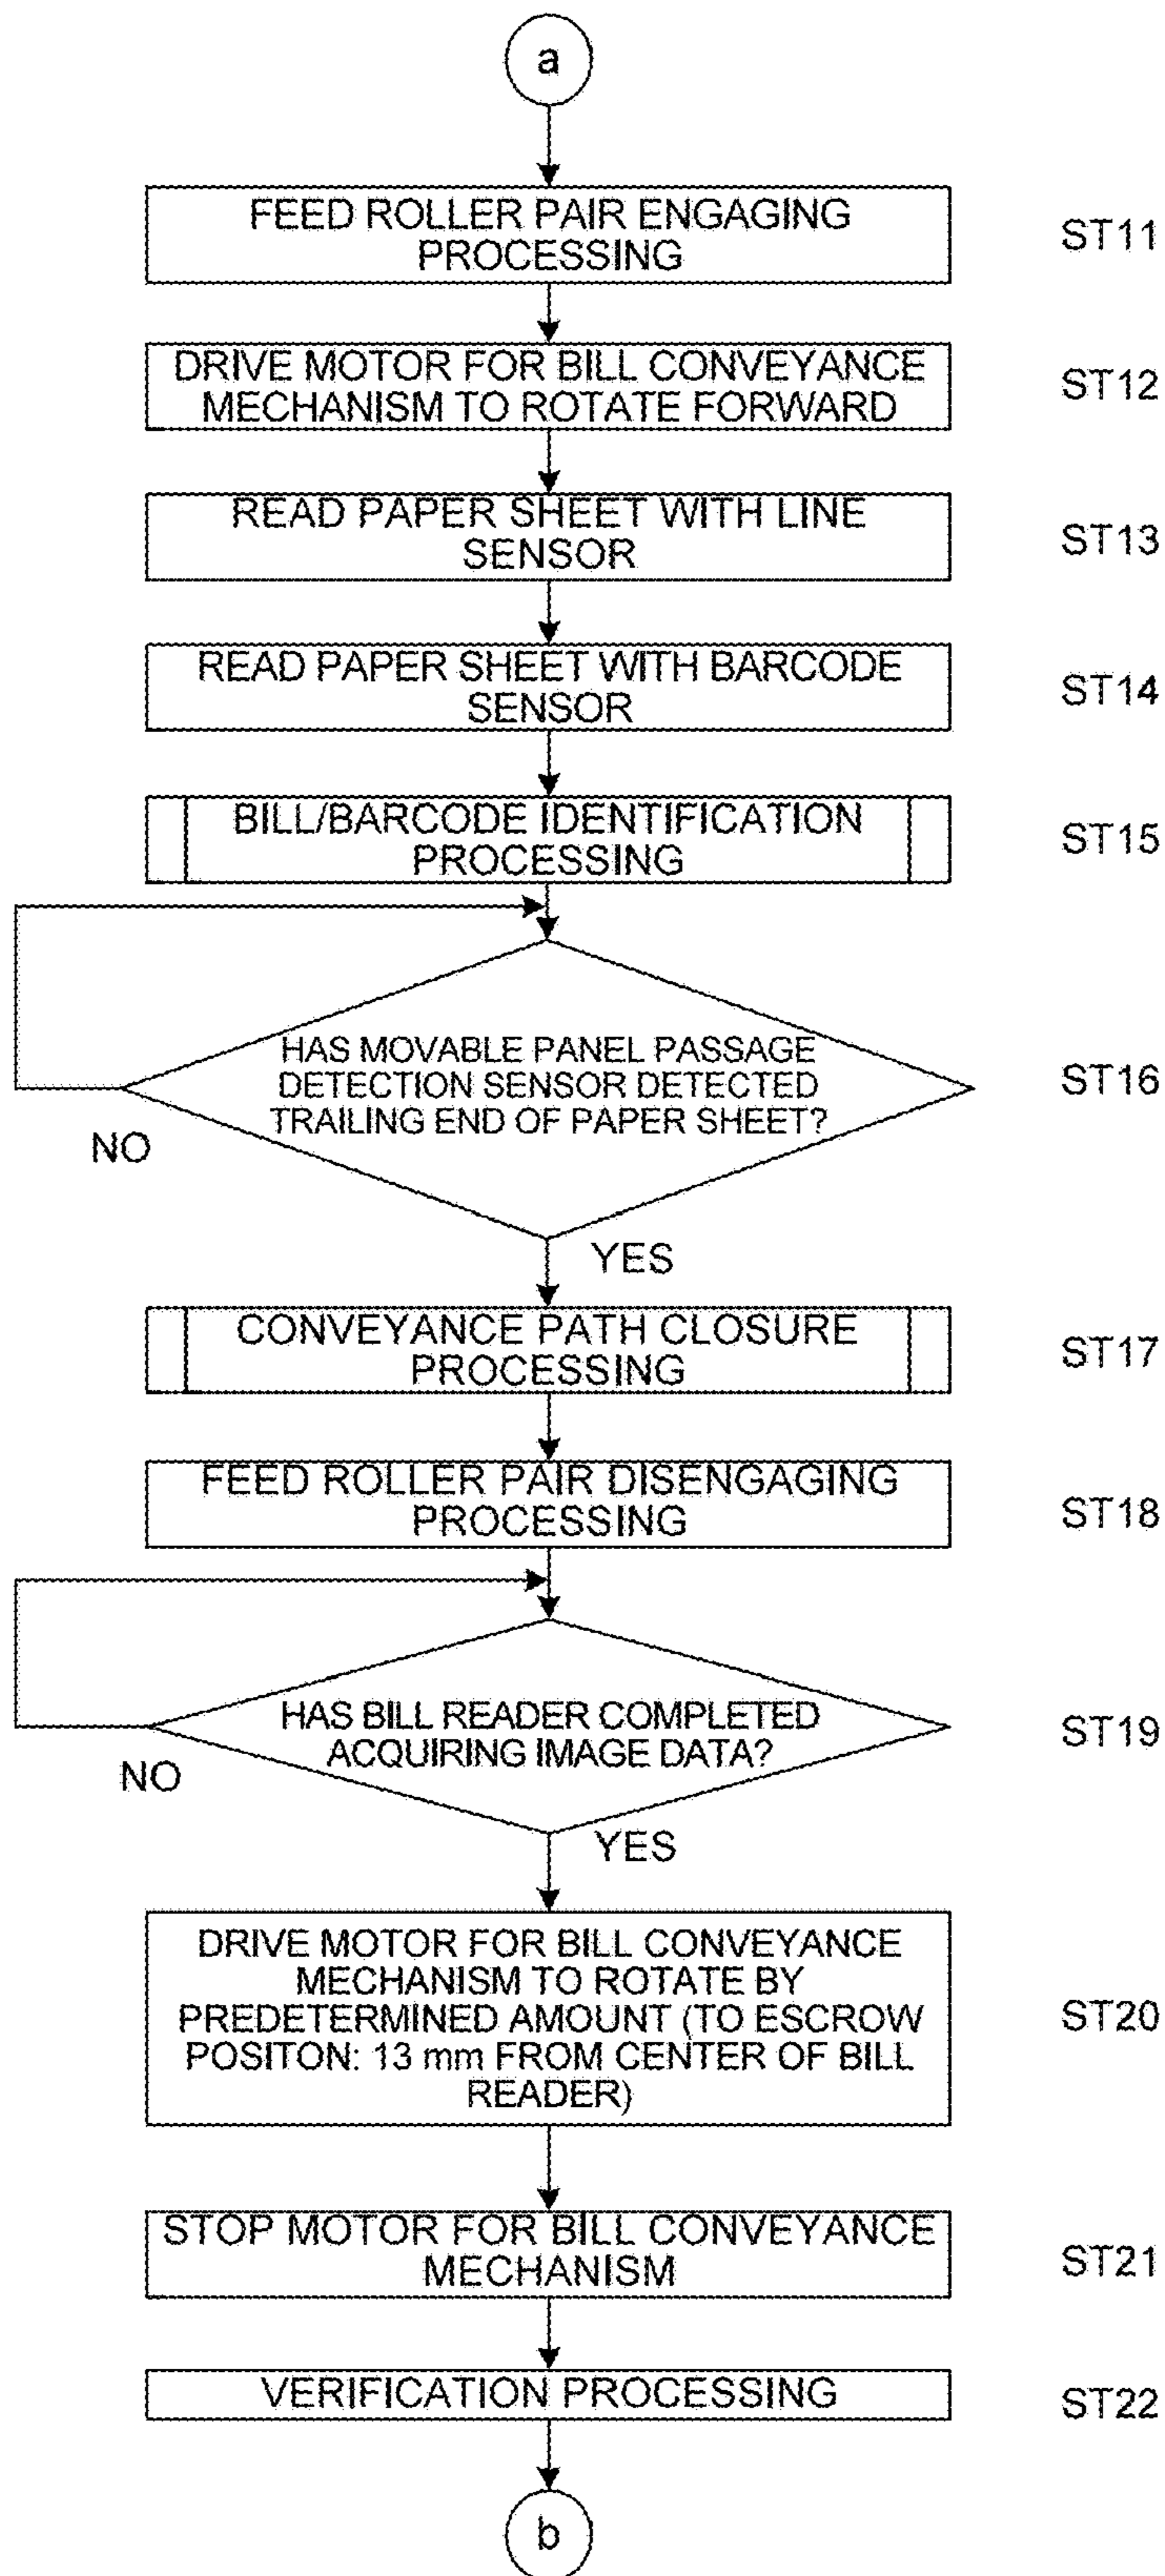 a
FEED ROLLER PAIR ENGAGING
PROCESSING
ST11
DRIVE MOTOR FOR BILL CONVEYANCE
MECHANISM TO ROTATE FORWARD
ST12
READ PAPER SHEET WITH LINE
SENSOR
ST13
READ PAPER SHEET WITH BARCODE
SENSOR
ST14
BILL/BARCODE IDENTIFICATION
PROCESSING
ST15
HAS MOVABLE PANEL PASSAGE
DETECTION SENSOR DETECTED
TRAILING END OF PAPER SHEET?
ST16
NO
YES
CONVEYANCE PATH CLOSURE
PROCESSING
ST17
FEED ROLLER PAIR DISENGAGING
PROCESSING
ST18
HAS BILL READER COMPLETED
ACQUIRING IMAGE DATA?
ST19
NO
YES
DRIVE MOTOR FOR BILL CONVEYANCE
MECHANISM TO ROTATE BY
PREDETERMINED AMOUNT (TO ESCROW
POSITON: 13 mm FROM CENTER OF BILL
READER)
ST20
STOP MOTOR FOR BILL CONVEYANCE
MECHANISM
ST21
VERIFICATION PROCESSING
ST22
b